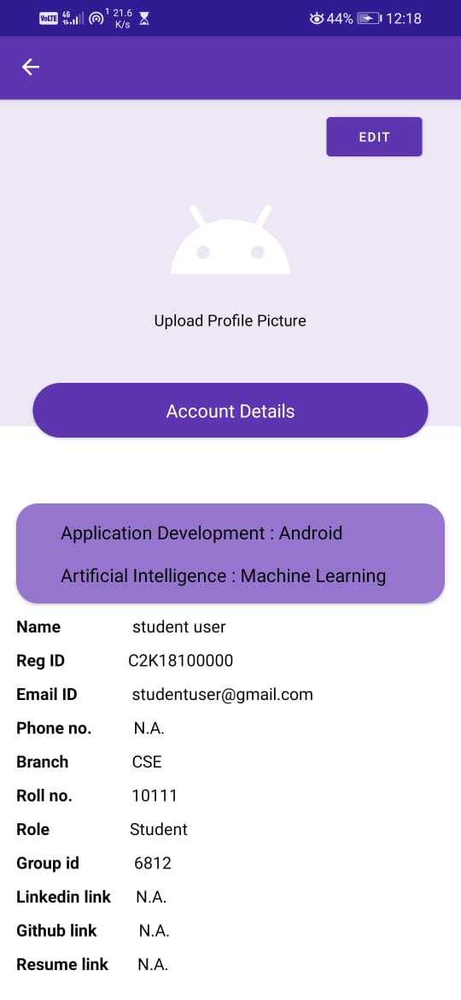 VoLTE 4G 1 21.6 K/s 44% 12:18
EDIT
Upload Profile Picture
Account Details
Application Development : Android
Artificial Intelligence : Machine Learning
Name student user
Reg ID C2K18100000
Email ID studentuser@gmail.com
Phone no. N.A.
Branch CSE
Roll no. 10111
Role Student
Group id 6812
Linkedin link N.A.
Github link N.A.
Resume link N.A.